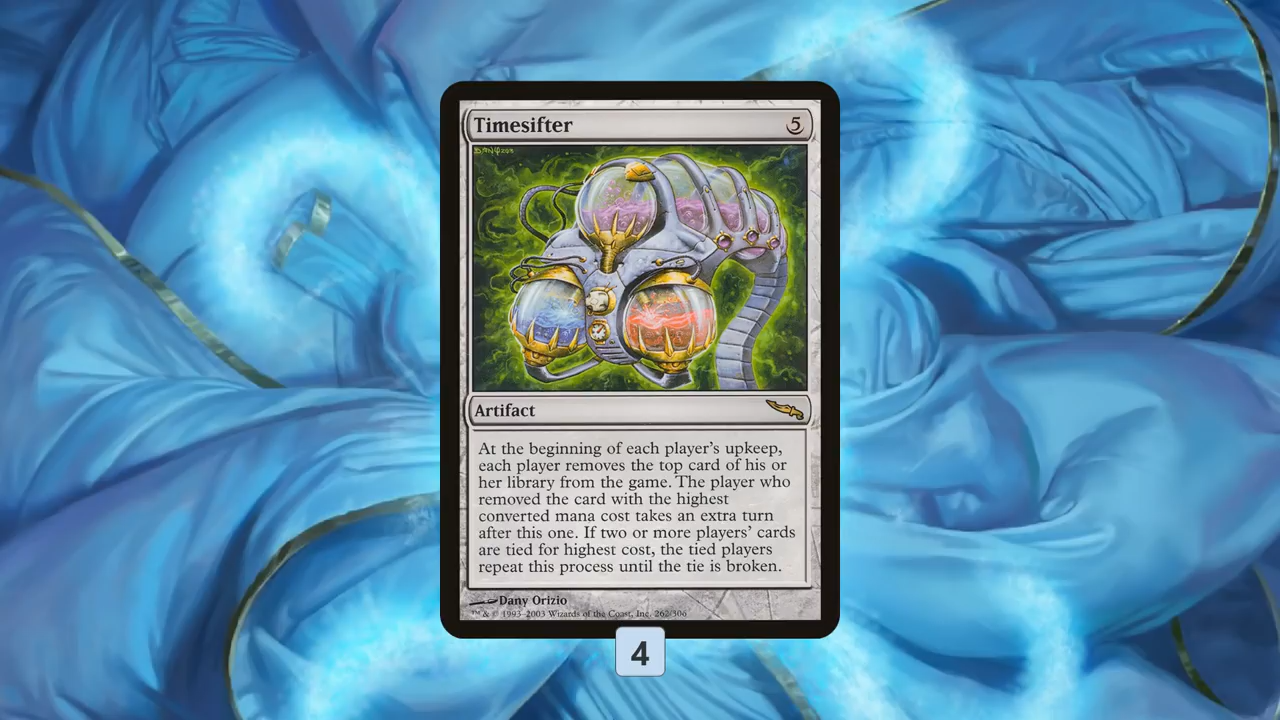 Timesifter 5
Artifact
At the beginning of each player's upkeep,
each player removes the top card of his or
her library from the game. The player who
removed the card with the highest
converted mana cost takes an extra turn
after this one. If two or more players' cards
are tied for highest cost, the tied players
repeat this process until the tie is broken.
Dany Orizio
™ & © 1993–2003 Wizards of the Coast, Inc. 262/306
4